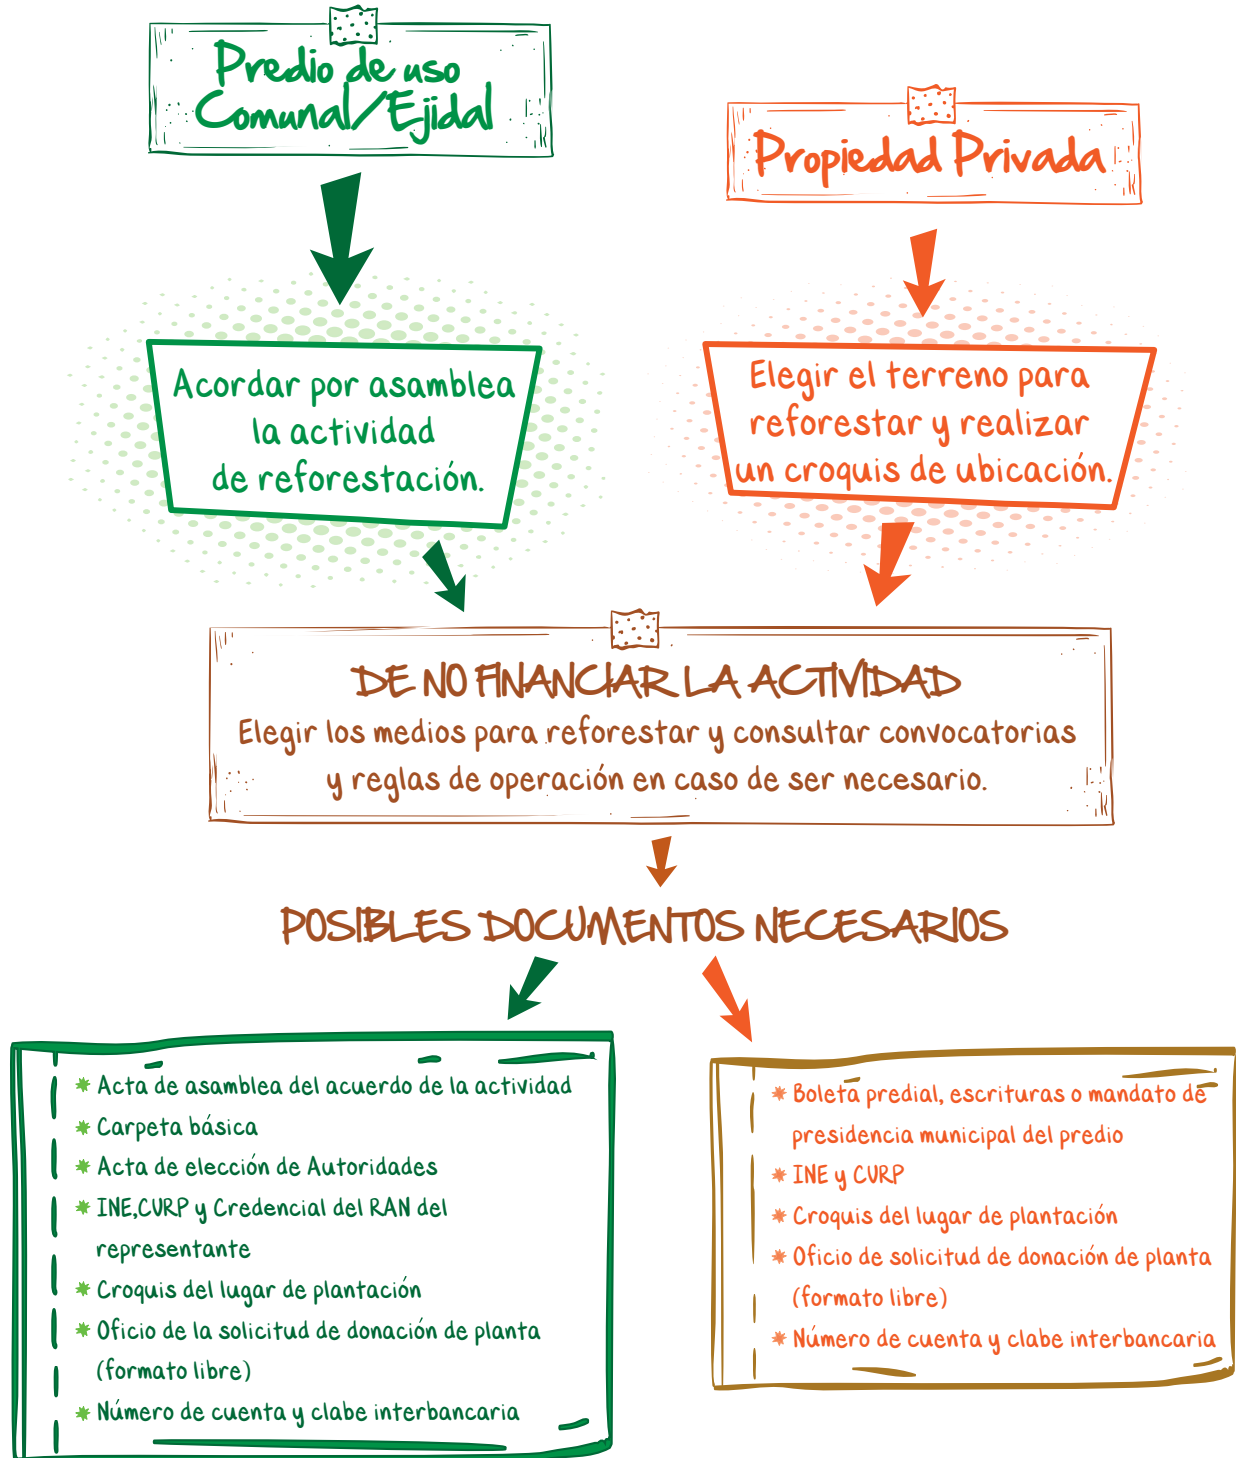 Predio de uso
Comunal/Ejidal
Propiedad Privada
Acordar por asamblea
la actividad
de reforestación.
Elegir el terreno para
reforestar y realizar
un croquis de ubicación.
DE NO FINANCIAR LA ACTIVIDAD
Elegir los medios para reforestar y consultar convocatorias
y reglas de operación en caso de ser necesario.
POSIBLES DOCUMENTOS NECESARIOS
Acta de asamblea del acuerdo de la actividad
Carpeta básica
Acta de elección de Autoridades
INE,CURP y Credencial del RAN del
representante
Croquis del lugar de plantación
Oficio de la solicitud de donación de planta
(formato libre)
Número de cuenta y clabe interbancaria
Boleta predial, escrituras o mandato de
presidencia municipal del predio
INE y CURP
Croquis del lugar de plantación
Oficio de solicitud de donación de planta
(formato libre)
Número de cuenta y clabe interbancaria